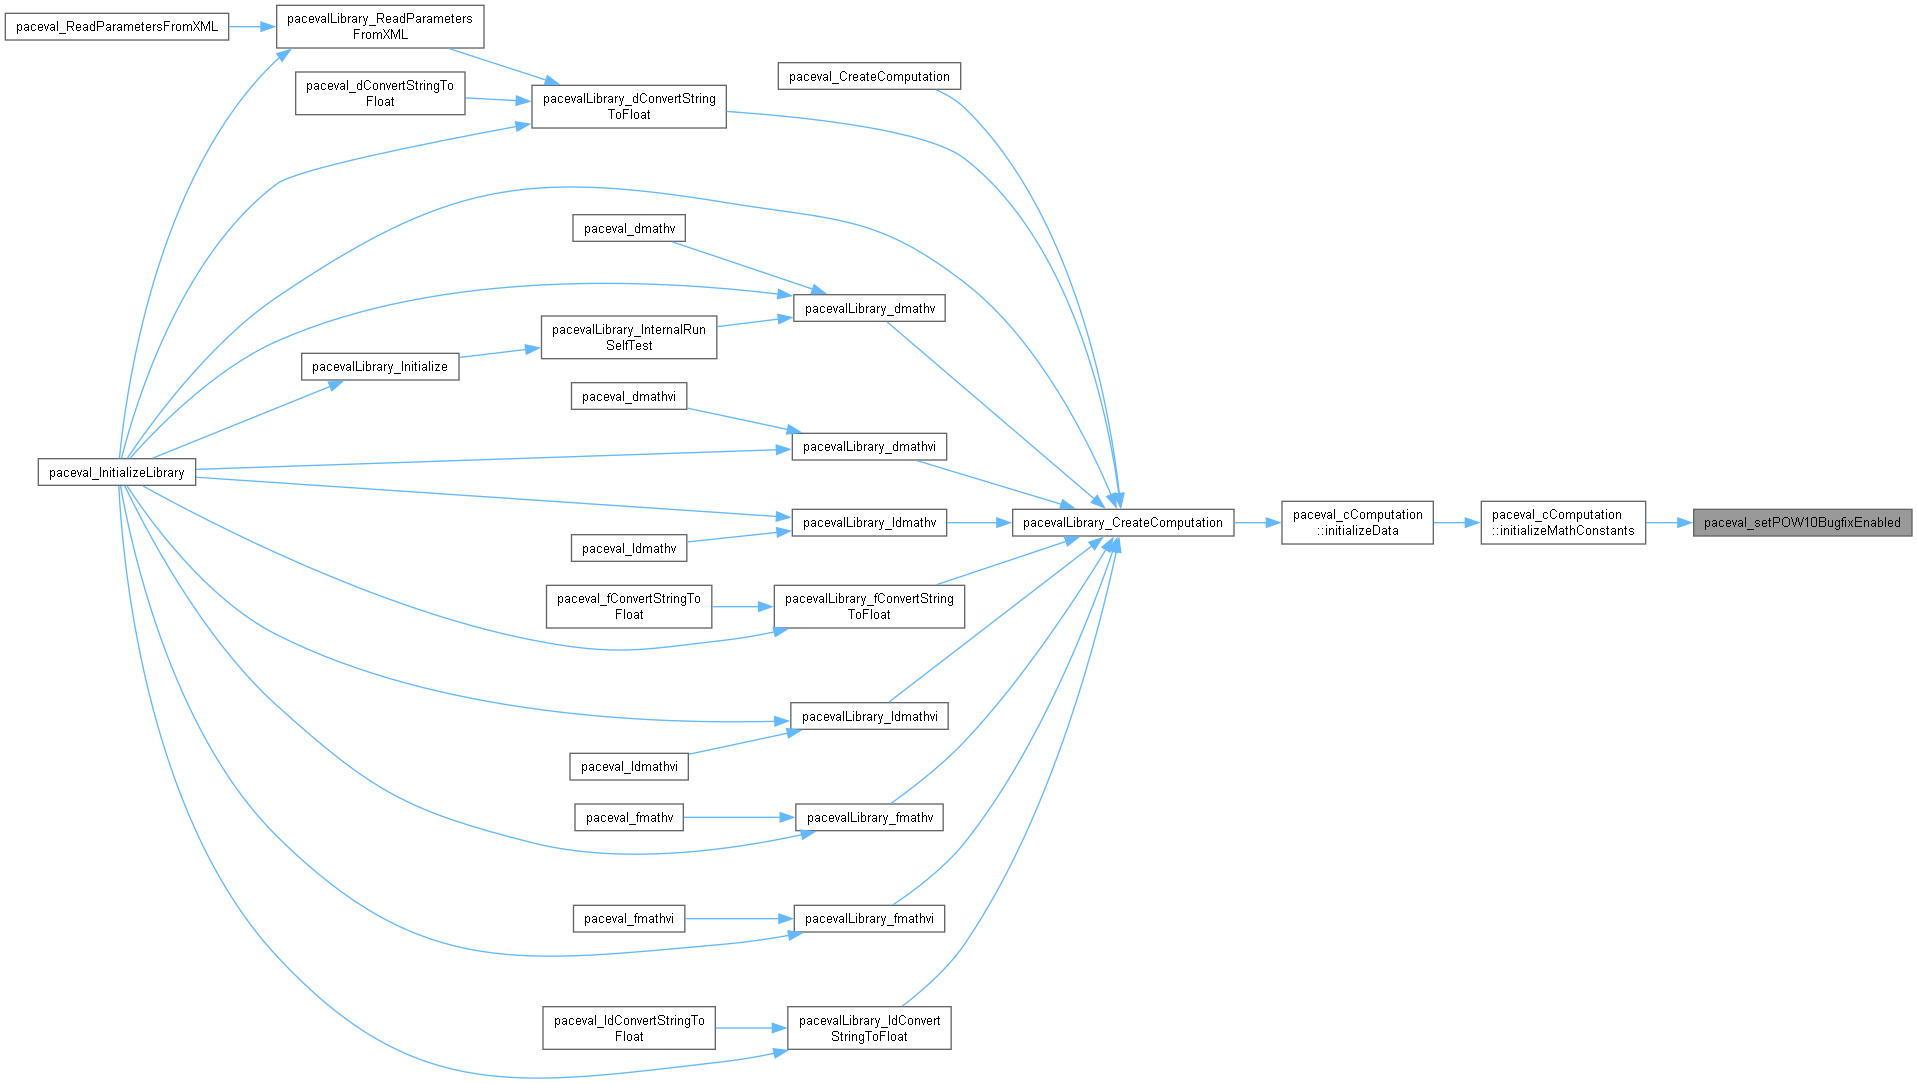 paceval_ReadParametersFromXML
pacevalLibrary_ReadParameters
FromXML
paceval_dConvertStringTo
Float
pacevalLibrary_dConvertString
ToFloat
paceval_CreateComputation
paceval_dmathv
pacevalLibrary_dmathv
pacevalLibrary_InternalRun
SelfTest
pacevalLibrary_Initialize
paceval_dmathvi
pacevalLibrary_dmathvi
paceval_InitializeLibrary
pacevalLibrary_ldmathv
paceval_ldmathv
pacevalLibrary_CreateComputation
paceval_cComputation
::initializeData
paceval_cComputation
::initializeMathConstants
paceval_setPOW10BugfixEnabled
paceval_fConvertStringTo
Float
pacevalLibrary_fConvertString
ToFloat
pacevalLibrary_ldmathvi
paceval_ldmathvi
paceval_fmathv
pacevalLibrary_fmathv
paceval_fmathvi
pacevalLibrary_fmathvi
paceval_ldConvertStringTo
Float
pacevalLibrary_ldConvert
StringToFloat